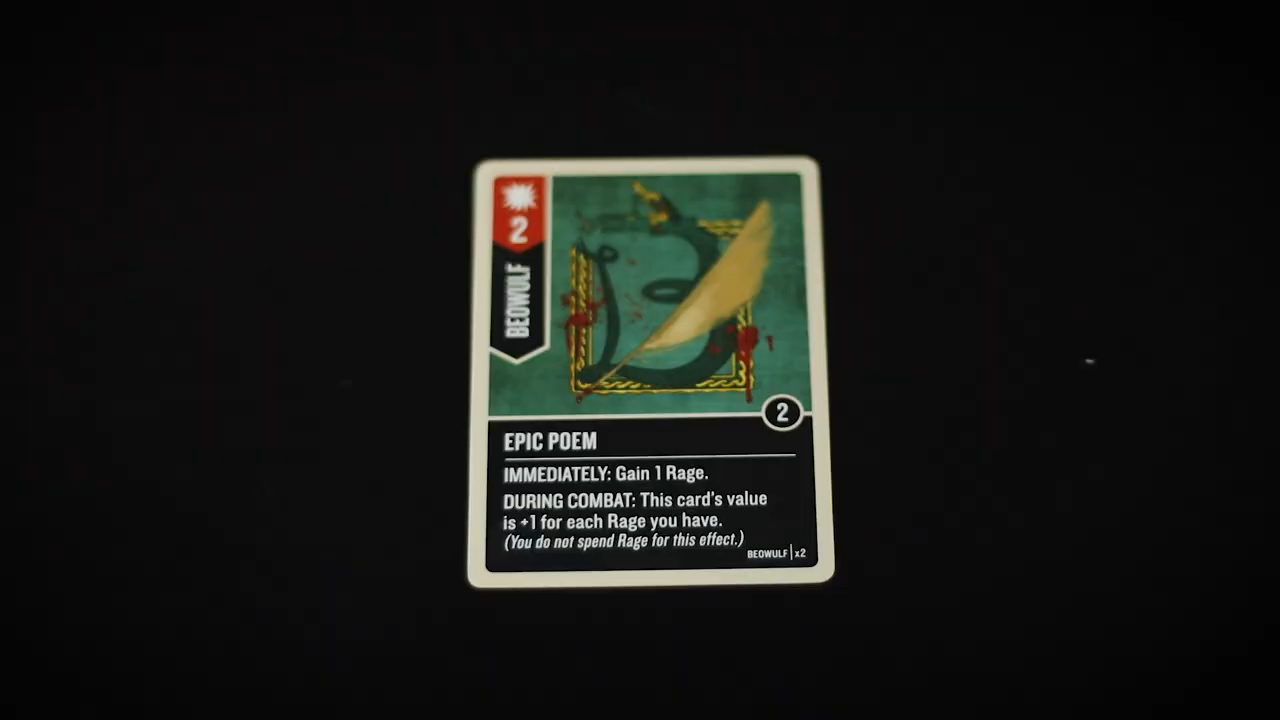 2
BEOWULF
2
EPIC POEM
IMMEDIATELY: Gain 1 Rage.
DURING COMBAT: This card's value
is +1 for each Rage you have.
(You do not spend Rage for this effect.)
BEOWULF | x2